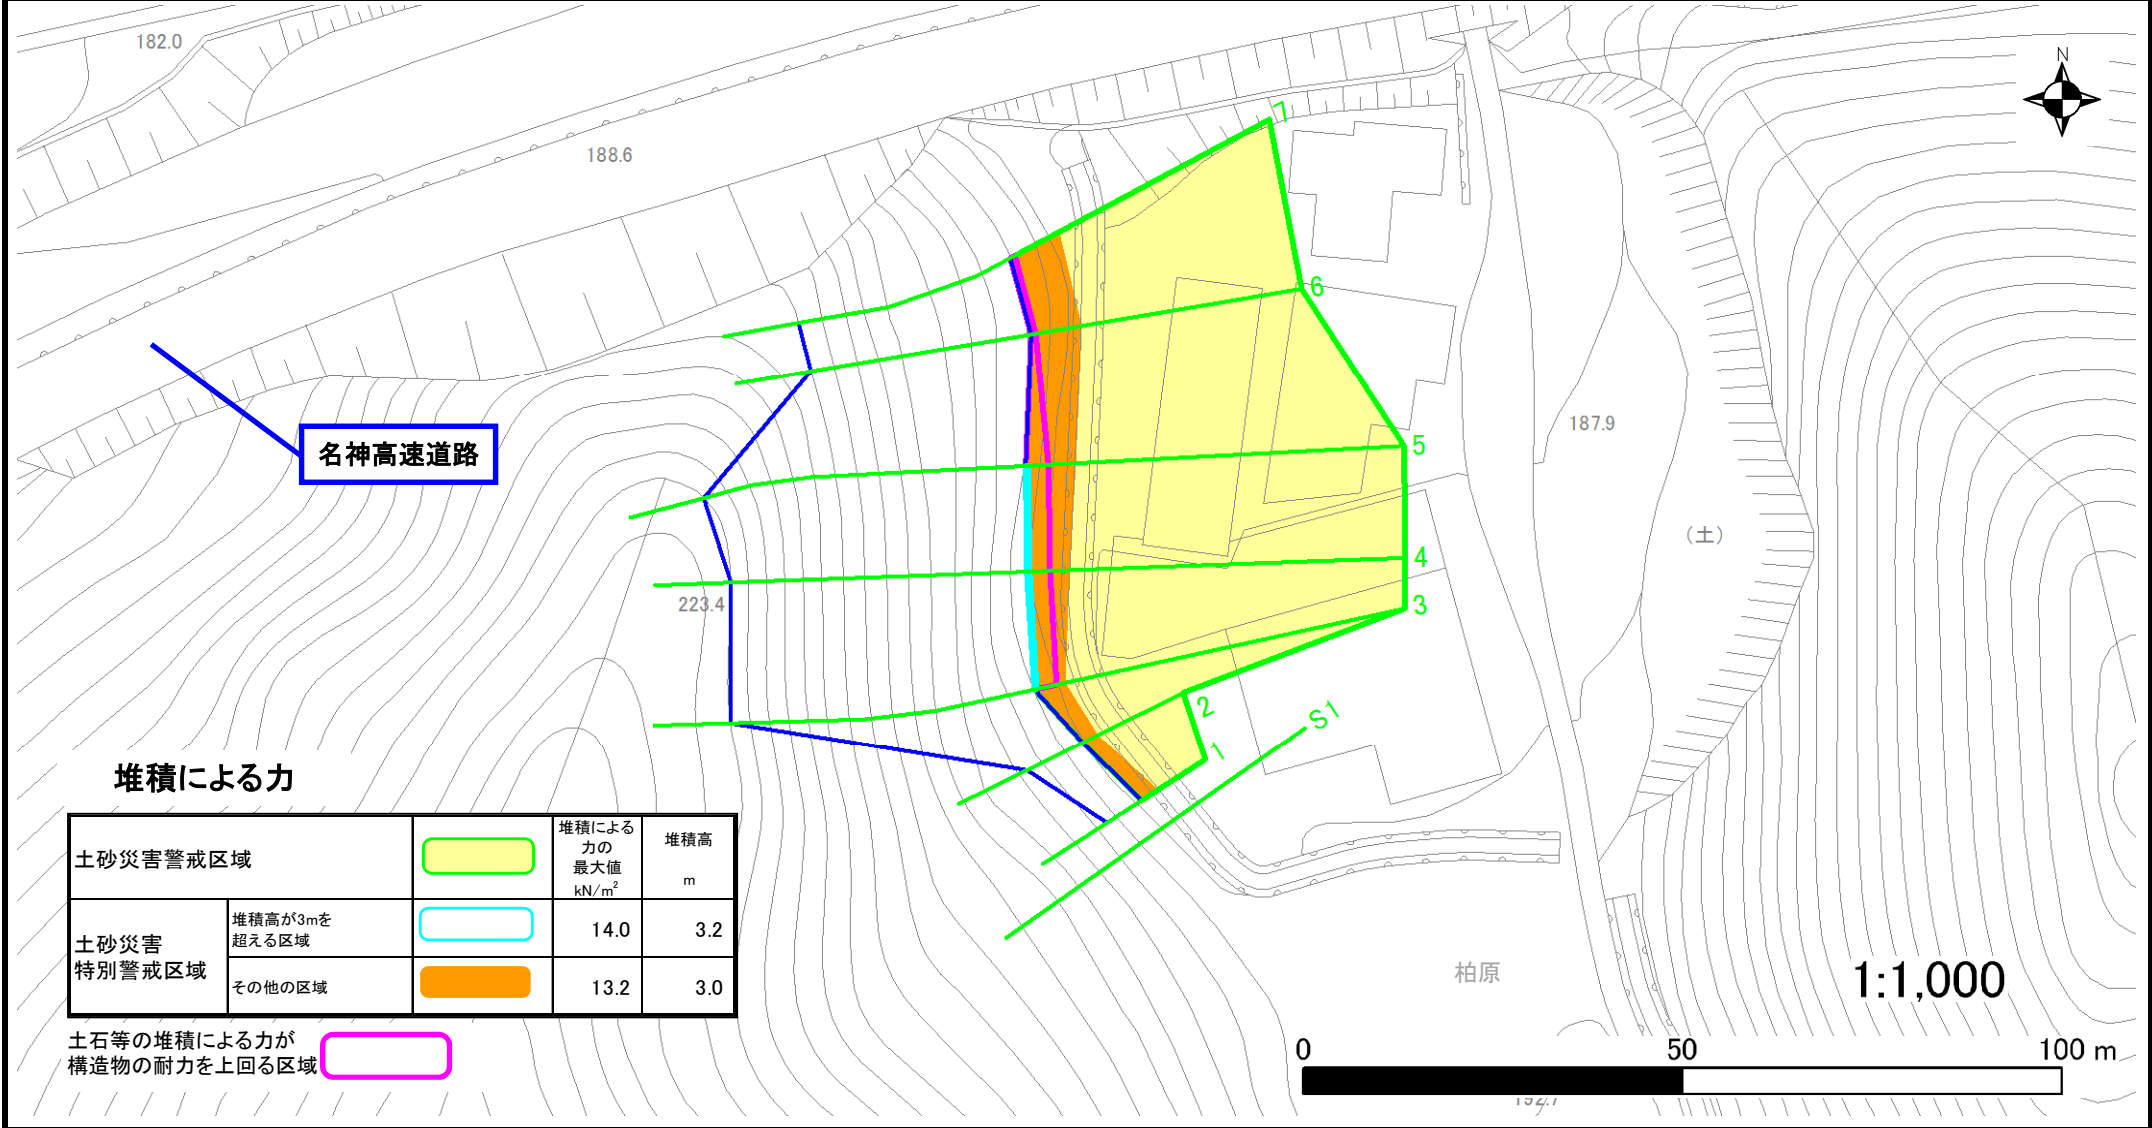 182.0
N
7
188.6
6
187.9
5
名神高速道路
(土)
4
3
223.4
2
S1
1
堆積による力
土砂災害警戒区域
堆積による
力の
最大値
kN/m²
堆積高
m
土砂災害
特別警戒区域
堆積高が3mを
超える区域
14.0
3.2
その他の区域
13.2
3.0
土石等の堆積による力が
構造物の耐力を上回る区域
柏原
1:1,000
0
50
100 m
192.7